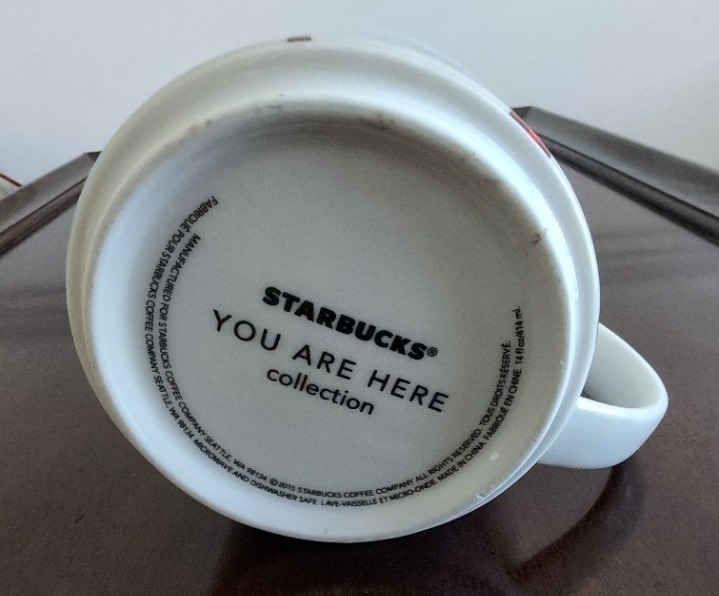 STARBUCKS®
YOU ARE HERE
collection
MANUFACTURED FOR STARBUCKS COFFEE COMPANY SEATTLE, WA 98134 ©2015 STARBUCKS COFFEE COMPANY ALL RIGHTS RESERVED. TOUS DROITS RÉSERVÉ.
FABRIQUÉ POUR STARBUCKS COFFEE COMPANY SEATTLE, WA 98134 MICROWAVE AND DISHWASHER SAFE. LAVE-VAISSELLE ET MICRO-ONDE. MADE IN CHINA. FABRIQUÉ EN CHINE. 14 fl oz/414 ml.